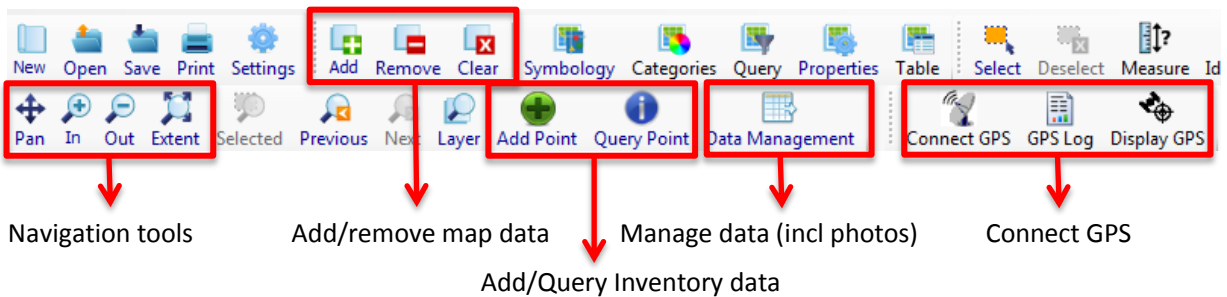 New Open Save Print Settings Add Remove Clear Symbology Categories Query Properties Table Select Deselect Measure Id
Pan In Out Extent Selected Previous Next Layer Add Point Query Point Data Management Connect GPS GPS Log Display GPS
Navigation tools Add/remove map data Manage data (incl photos) Connect GPS
Add/Query Inventory data